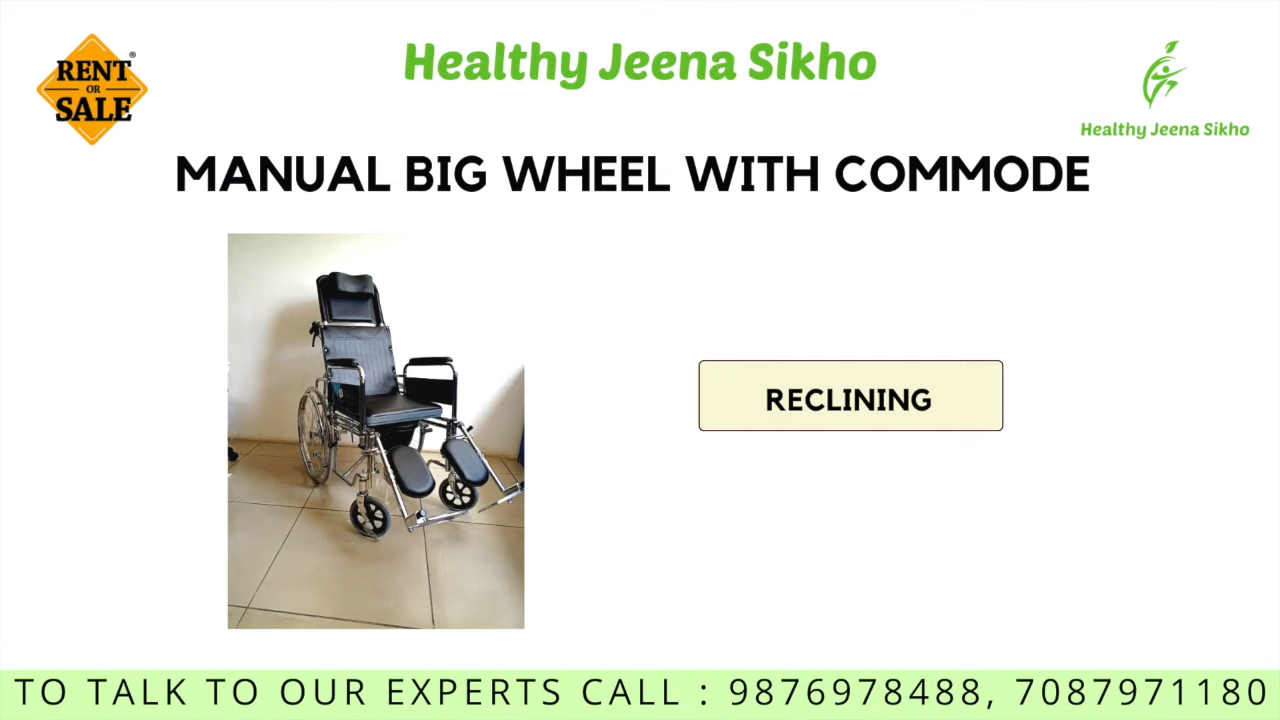 RENT
OR
SALE
®
Healthy Jeena Sikho
Healthy Jeena Sikho
MANUAL BIG WHEEL WITH COMMODE
RECLINING
TO TALK TO OUR EXPERTS CALL : 9876978488, 7087971180